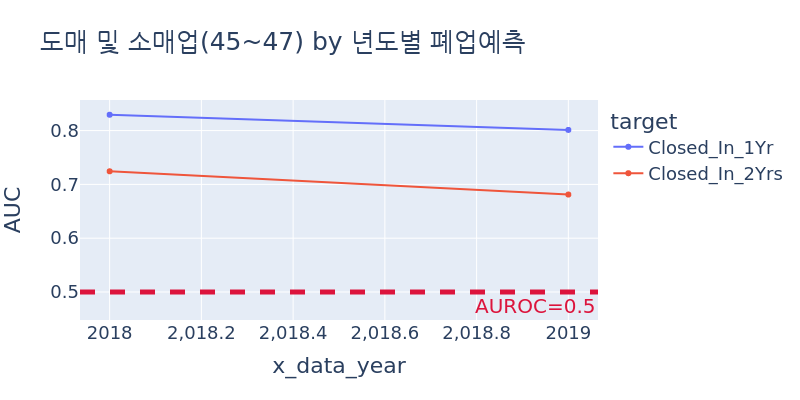 도매 및 소매업(45~47) by 년도별 폐업예측
AUC
0.8
0.7
0.6
0.5
AUROC=0.5
2018
2,018.2
2,018.4
2,018.6
2,018.8
2019
x_data_year
target
Closed_In_1Yr
Closed_In_2Yrs